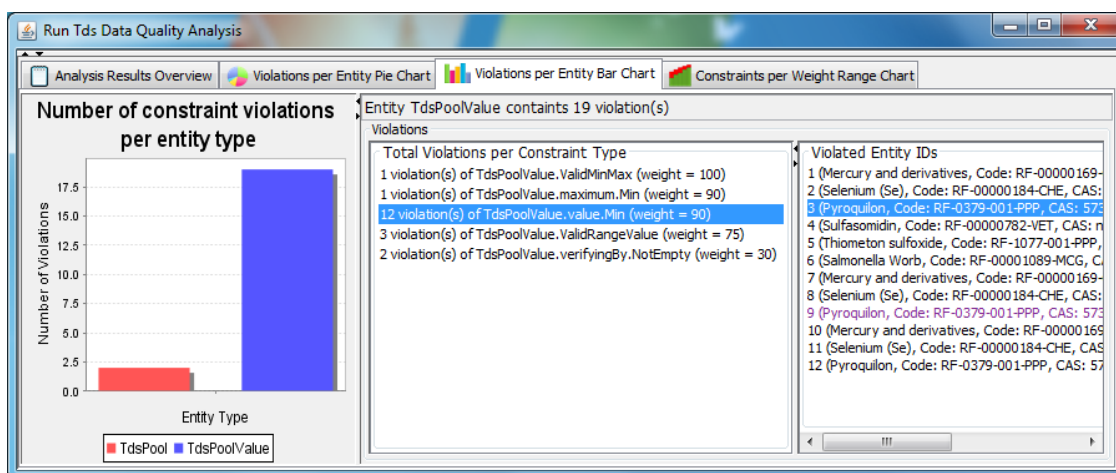 Run Tds Data Quality Analysis
Analysis Results Overview
Violations per Entity Pie Chart
Violations per Entity Bar Chart
Constraints per Weight Range Chart
Number of constraint violations
per entity type
17.5
15.0
12.5
10.0
7.5
5.0
2.5
0.0
Number of Violations
Entity Type
TdsPool TdsPoolValue
Entity TdsPoolValue containts 19 violation(s)
Violations
Total Violations per Constraint Type
1 violation(s) of TdsPoolValue.ValidMinMax (weight = 100)
1 violation(s) of TdsPoolValue.maximum.Min (weight = 90)
12 violation(s) of TdsPoolValue.value.Min (weight = 90)
3 violation(s) of TdsPoolValue.ValidRangeValue (weight = 75)
2 violation(s) of TdsPoolValue.verifyingBy.NotEmpty (weight = 30)
Violated Entity IDs
1 (Mercury and derivatives, Code: RF-00000169-
2 (Selenium (Se), Code: RF-00000184-CHE, CAS:
3 (Pyroquilon, Code: RF-0379-001-PPP, CAS: 573
4 (Sulfasomidin, Code: RF-00000782-VET, CAS: n
5 (Thiometon sulfoxide, Code: RF-1077-001-PPP,
6 (Salmonella Worb, Code: RF-00001089-MCG, CA
7 (Mercury and derivatives, Code: RF-00000169-
8 (Selenium (Se), Code: RF-00000184-CHE, CAS:
9 (Pyroquilon, Code: RF-0379-001-PPP, CAS: 573
10 (Mercury and derivatives, Code: RF-00000169
11 (Selenium (Se), Code: RF-00000184-CHE, CAS
12 (Pyroquilon, Code: RF-0379-001-PPP, CAS: 57